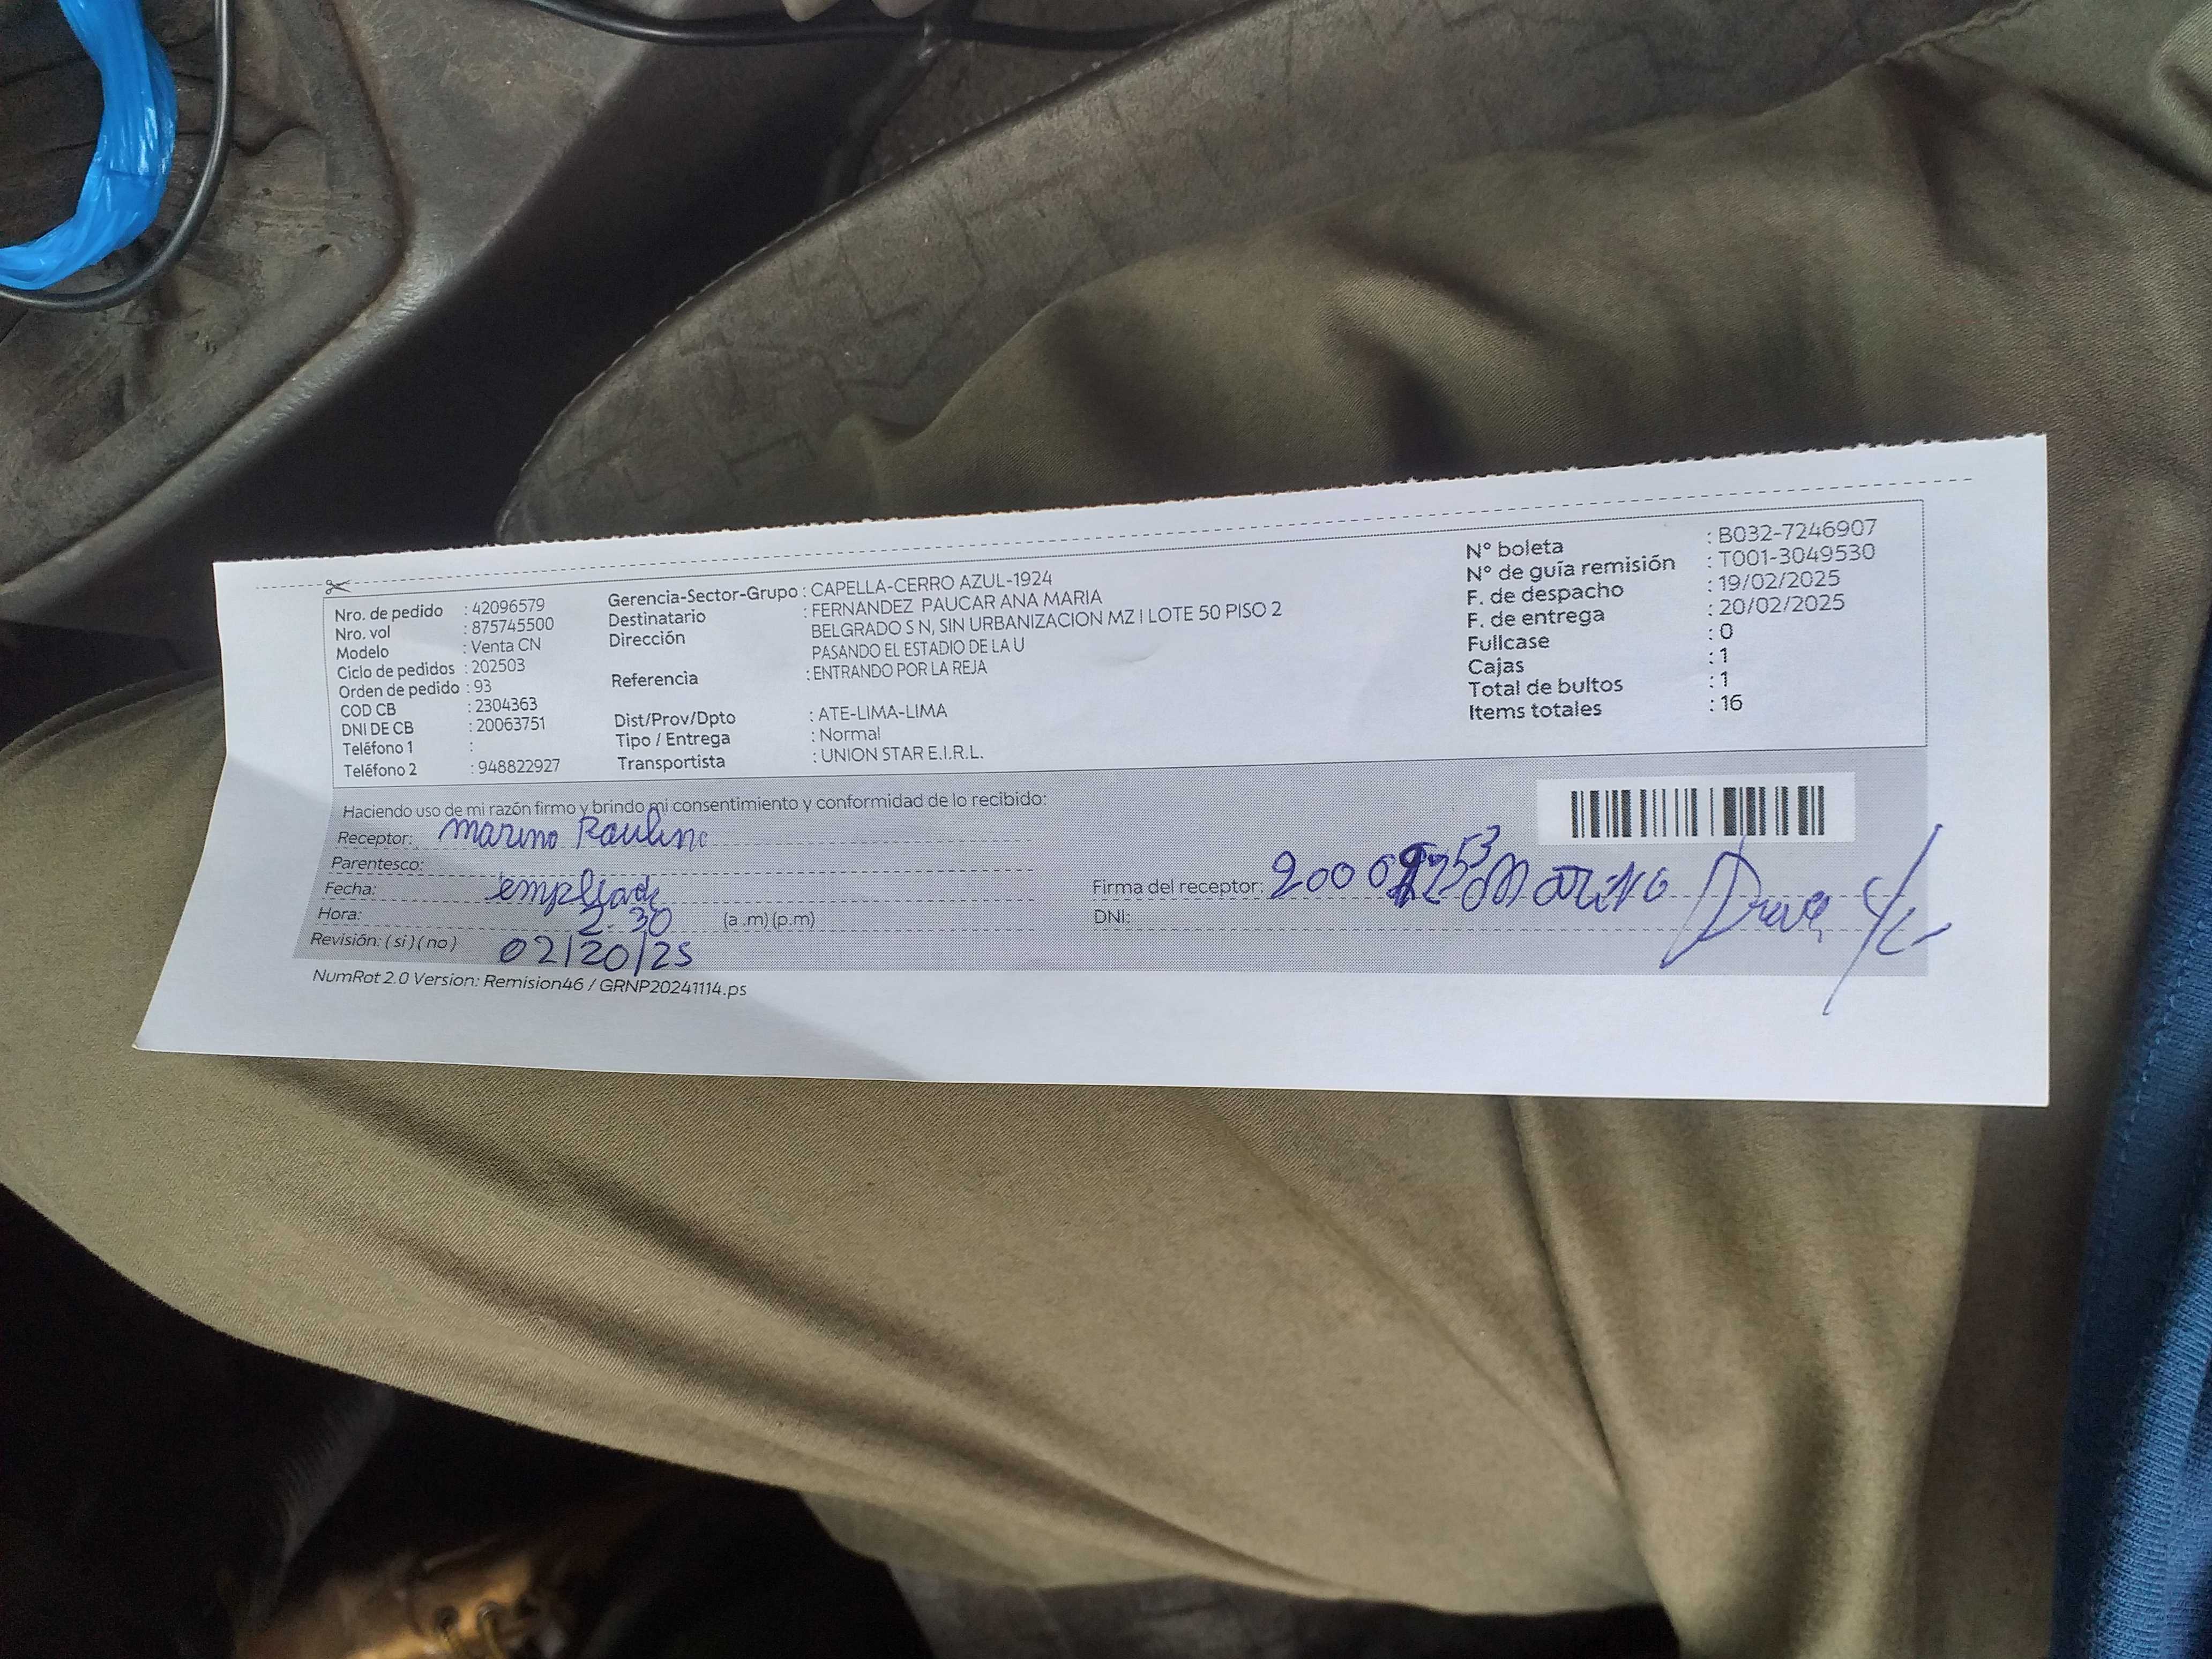 Nro. de pedido : 42096579
Nro. vol : 875745500
Modelo : Venta CN
Ciclo de pedidos : 202503
Orden de pedido : 93
COD CB : 2304363
DNI DE CB : 20063751
Teléfono 1 :
Teléfono 2 : 948822927
Gerencia-Sector-Grupo : CAPELLA-CERRO AZUL-1924
Destinatario : FERNANDEZ PAUCAR ANA MARIA
Dirección BELGRADO S N, SIN URBANIZACION MZ I LOTE 50 PISO 2
PASANDO EL ESTADIO DE LA U
Referencia : ENTRANDO POR LA REJA
Dist/Prov/Dpto : ATE-LIMA-LIMA
Tipo / Entrega : Normal
Transportista : UNION STAR E.I.R.L.
N° boleta : B032-7246907
N° de guía remisión : T001-3049530
F. de despacho : 19/02/2025
F. de entrega : 20/02/2025
Fullcase : 0
Cajas : 1
Total de bultos : 1
Items totales : 16
Haciendo uso de mi razón firmo y brindo mi consentimiento y conformidad de lo recibido:
Receptor: Marino Paulino
Parentesco:
Fecha: empleado
Hora: 2:30 (a.m) (p.m)
Revisión: ( si ) ( no ) 02/20/25
Firma del receptor: Marino
DNI:
NumRot 2.0 Version: Remision46 / GRNP20241114.ps